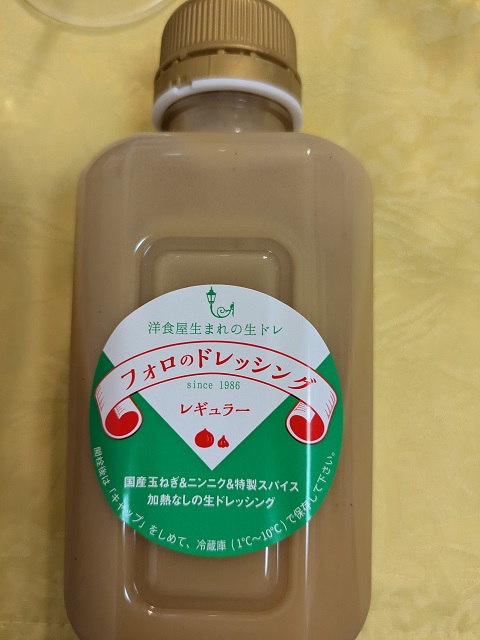 洋食屋生まれの生ドレ
フォロのドレッシング
since 1986
レギュラー
国産玉ねぎ&ニンニク&特製スパイス
加熱なしの生ドレッシング
開栓後は「キャップ」をしめて、冷蔵庫(1℃～10℃)で保存して下さい。